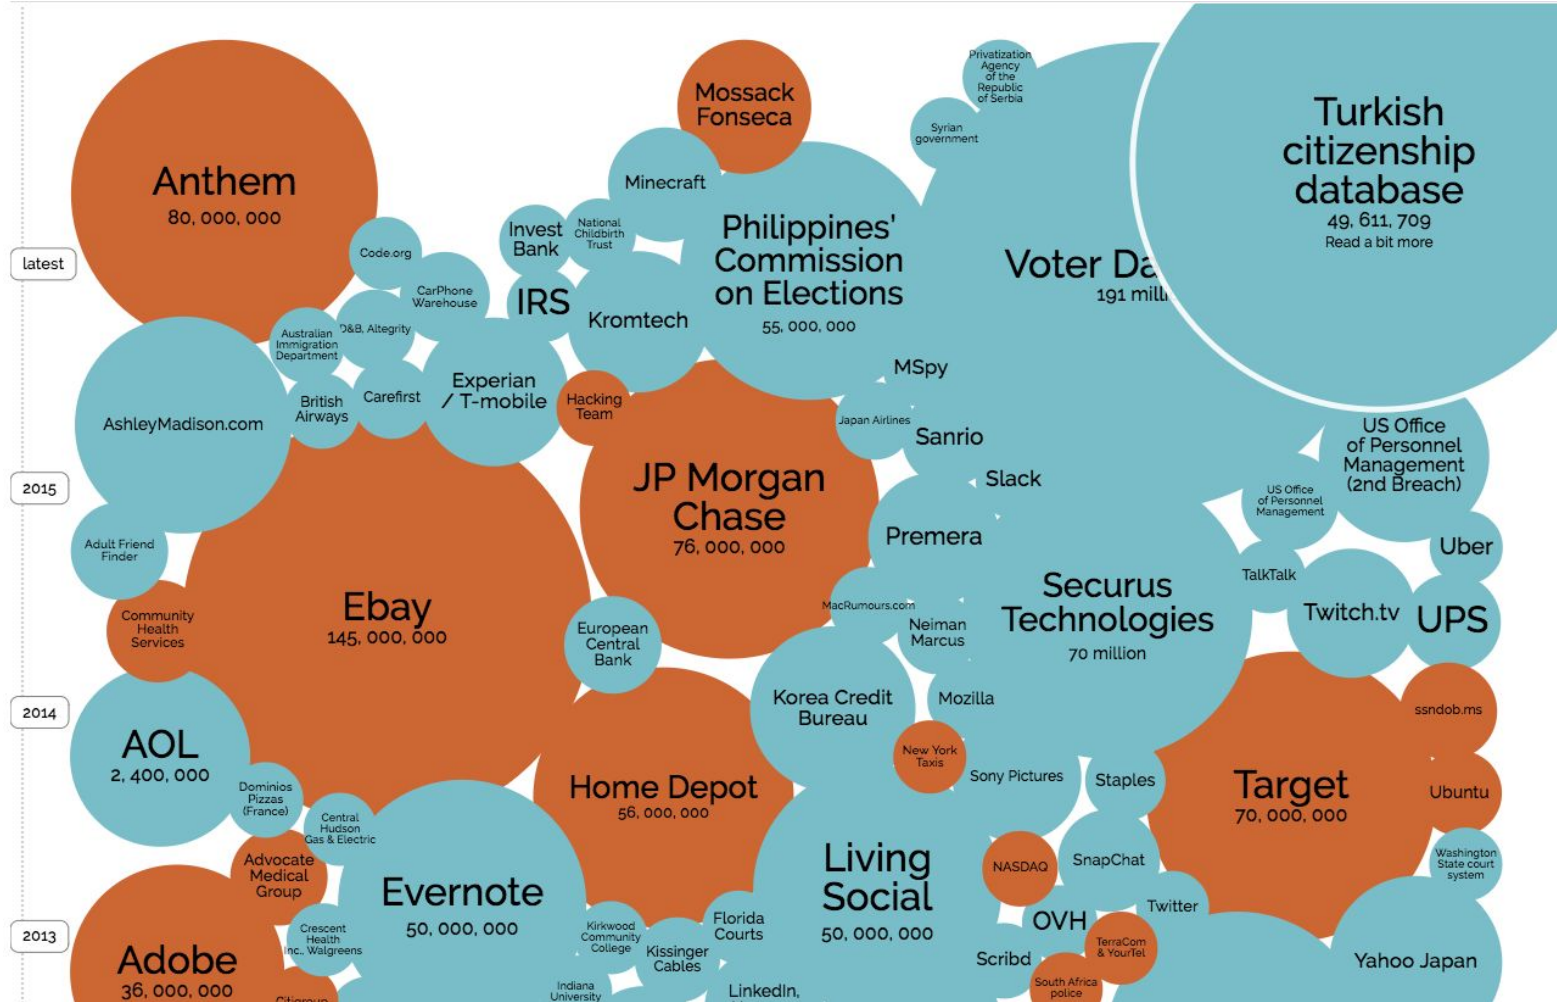 Privatization
Agency
of the
Republic
of Serbia
Mossack
Fonseca
Turkish
citizenship
database
49, 611, 709
Read a bit more
Syrian
government
Anthem
80, 000, 000
Minecraft
Philippines'
Commission
on Elections
55, 000, 000
Invest
Bank
National
Childbirth
Trust
Code.org
latest
Voter Da
191 milli
CarPhone
Warehouse
IRS
Kromtech
Australian
Immigration
Department
D&B, Altegrity
MSpy
Experian
/ T-mobile
Carefirst
British
Airways
Hacking
Team
AshleyMadison.com
Japan Airlines
Sanrio
US Office
of Personnel
Management
(2nd Breach)
2015
JP Morgan
Chase
76, 000, 000
Slack
US Office
of Personnel
Management
Premera
Adult Friend
Finder
Uber
TalkTalk
Securus
Technologies
70 million
Ebay
145, 000, 000
MacRumours.com
Twitch.tv
UPS
Community
Health
Services
European
Central
Bank
Neiman
Marcus
Korea Credit
Bureau
Mozilla
2014
ssndob.ms
AOL
2, 400, 000
New York
Taxis
Sony Pictures
Staples
Home Depot
56, 000, 000
Target
70, 000, 000
Ubuntu
Dominios
Pizzas
(France)
Central
Hudson
Gas & Electric
Advocate
Medical
Group
Living
Social
50, 000, 000
NASDAQ
SnapChat
Washington
State court
system
Evernote
50, 000, 000
Twitter
OVH
Florida
Courts
Kirkwood
Community
College
2013
Crescent
Health
Inc., Walgreens
Kissinger
Cables
TerraCom
& YourTel
Scribd
Yahoo Japan
Adobe
36, 000, 000
South Africa
police
Indiana
University
LinkedIn,
Citigroup